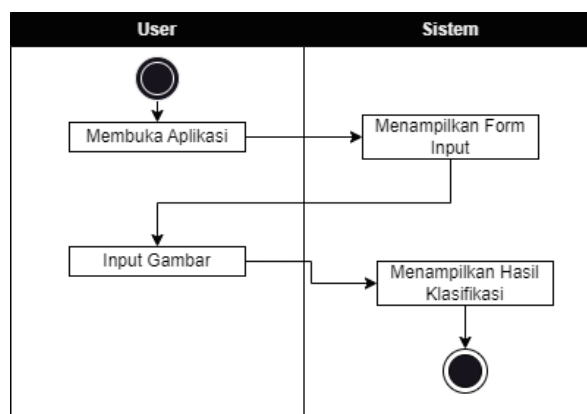 User
Sistem
Membuka Aplikasi
Menampilkan Form
Input
Input Gambar
Menampilkan Hasil
Klasifikasi